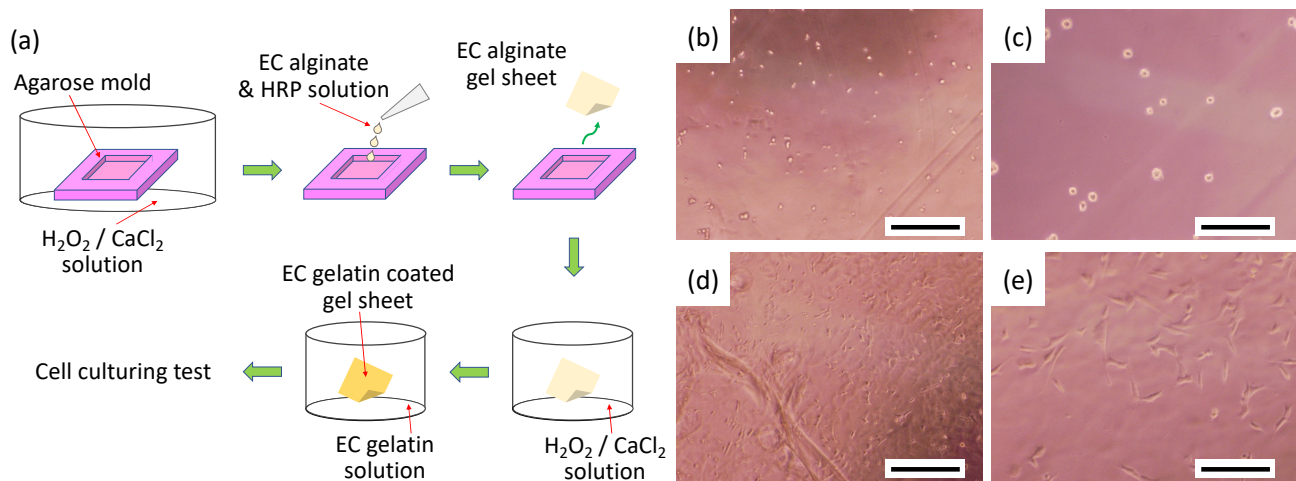 (a)
Agarose mold
H₂O₂ / CaCl₂
solution
EC alginate
& HRP solution
EC alginate
gel sheet
EC gelatin coated
gel sheet
Cell culturing test
EC gelatin
solution
H₂O₂ / CaCl₂
solution
(b)
(c)
(d)
(e)